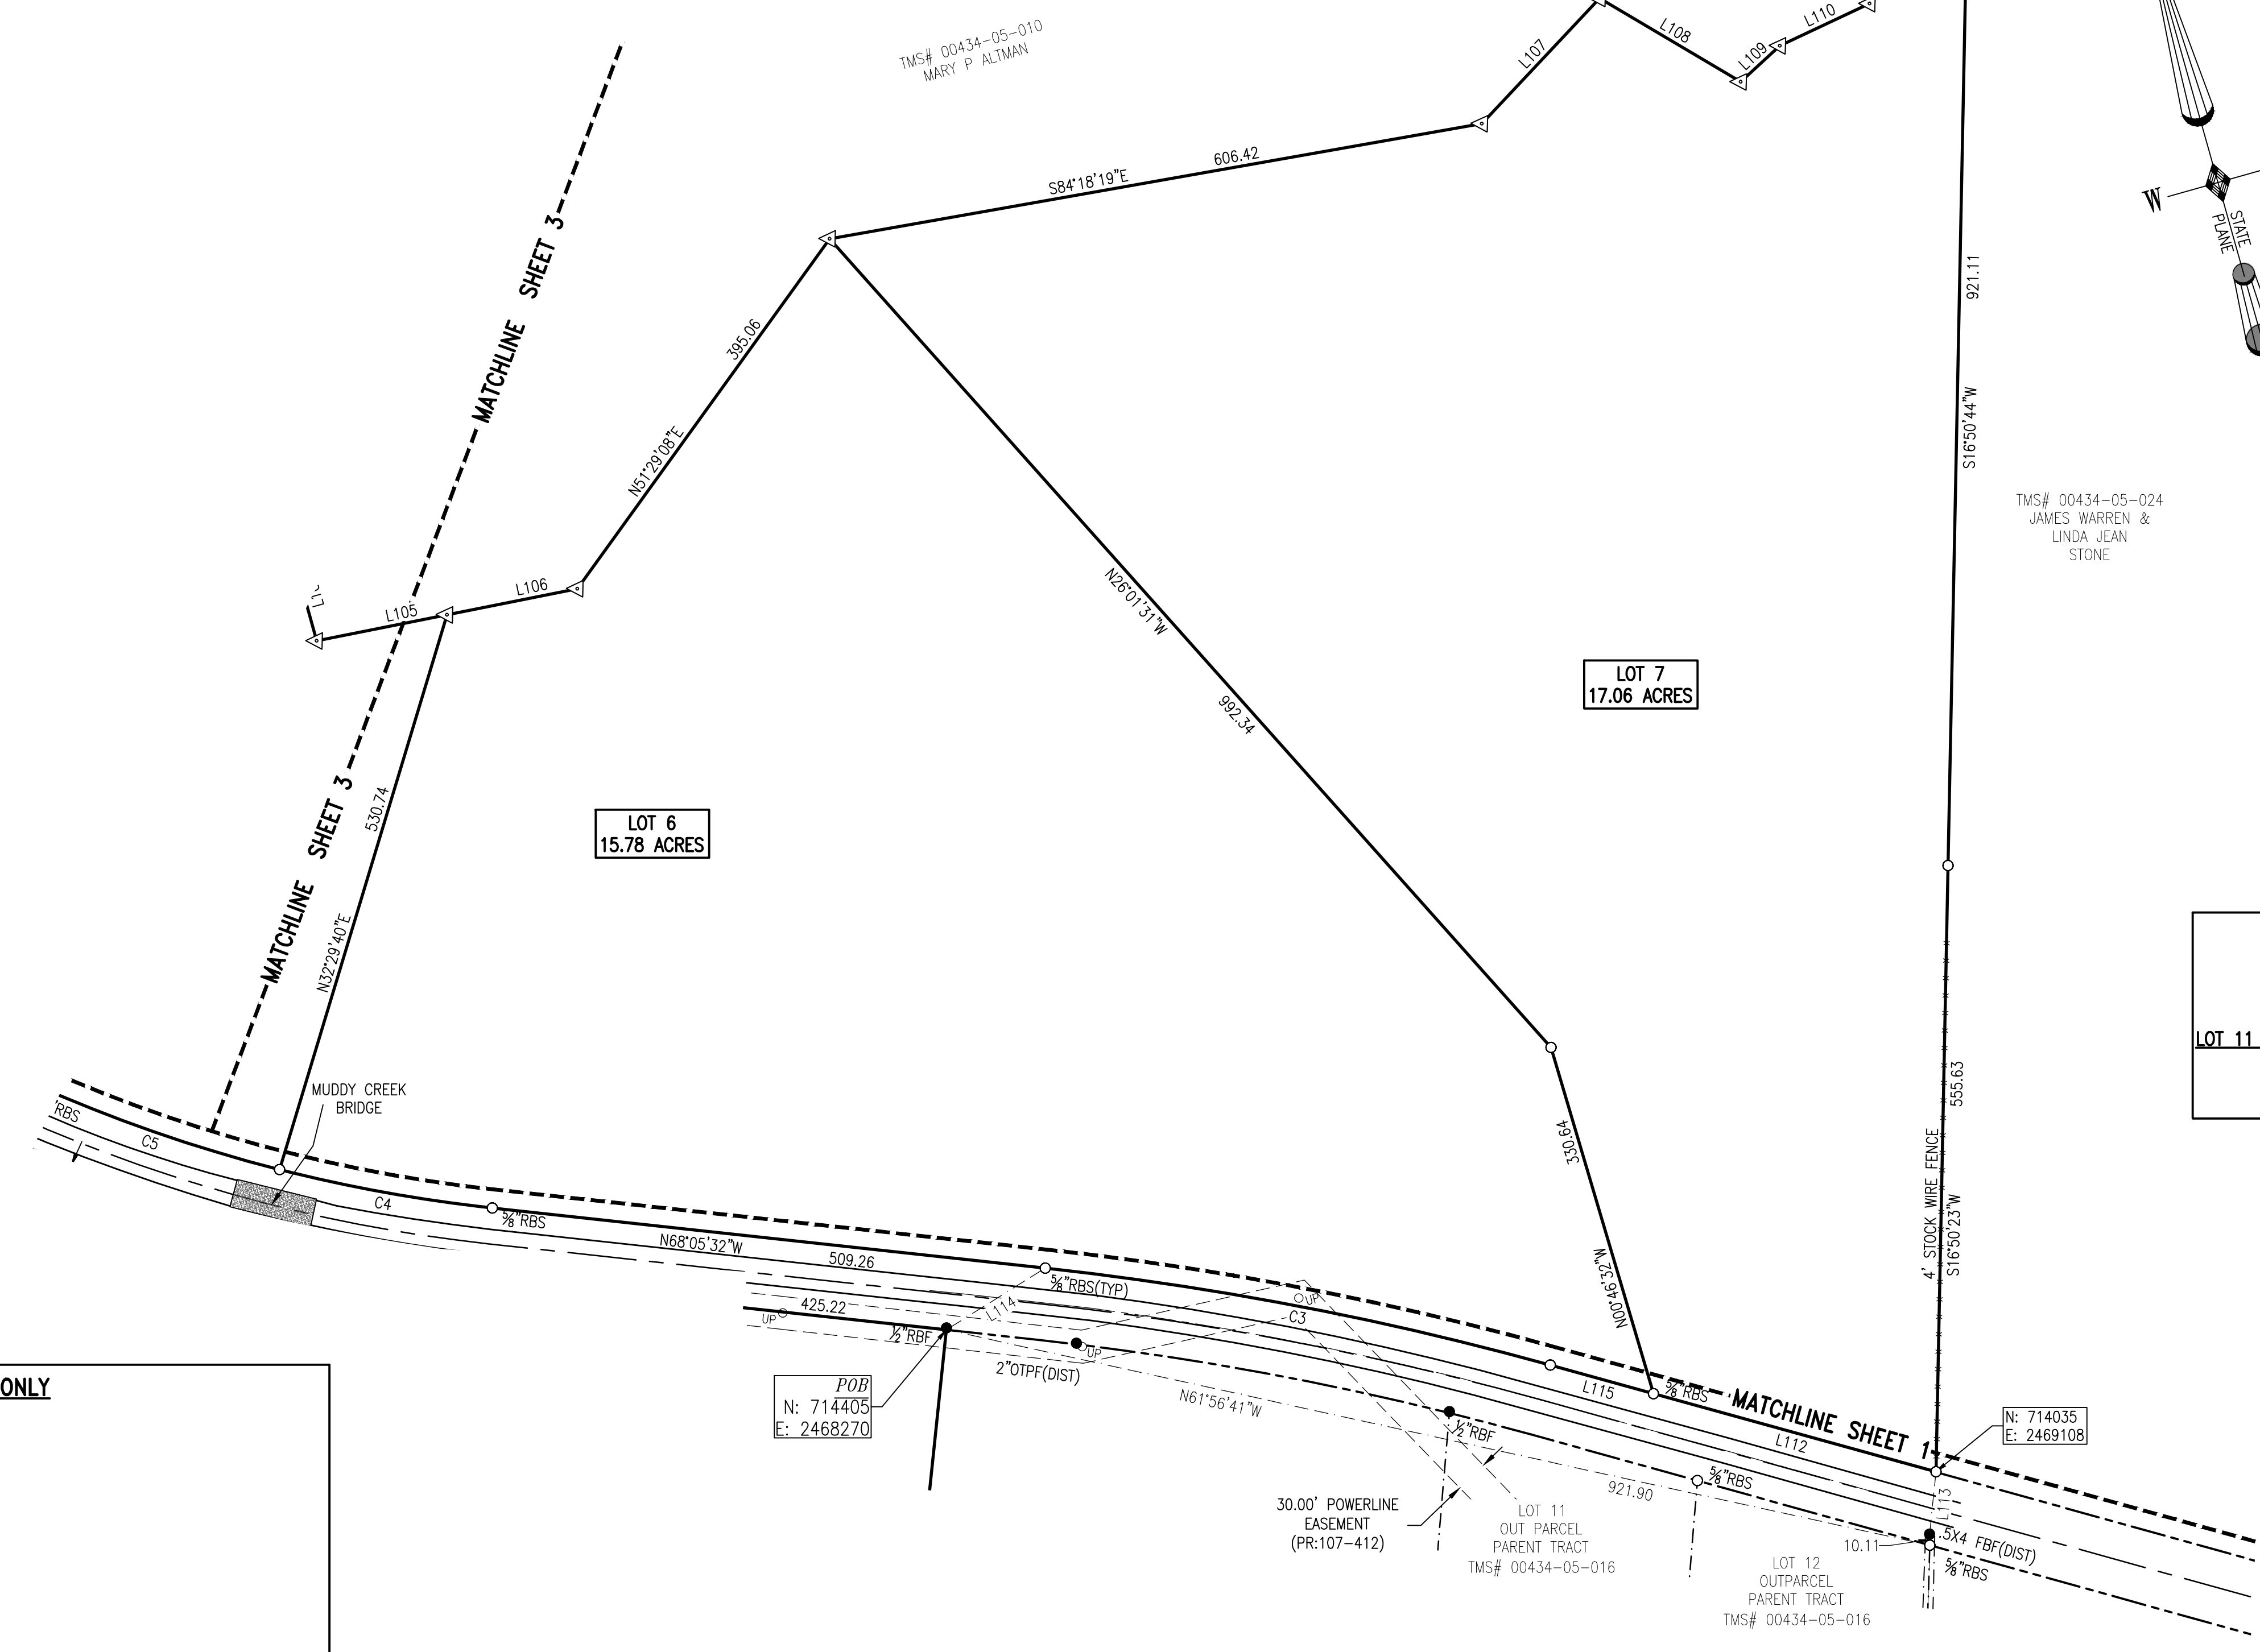 TMS# 00434-05-010
MARY P ALTMAN
L107
L108
L109
L110
W
STATE
PLANE
606.42
S84°18'19"E
MATCHLINE SHEET 3
395.06
N51°29'08"E
921.11
S16°50'44"W
TMS# 00434-05-024
JAMES WARREN &
LINDA JEAN
STONE
L105
L106
N26°01'31"W
992.34
LOT 7
17.06 ACRES
MATCHLINE SHEET 3
530.74
N32°29'40"E
LOT 6
15.78 ACRES
LOT 11
MUDDY CREEK
BRIDGE
RBS
C5
C4
⅝"RBS
N68°05'32"W
509.26
⅝"RBS(TYP)
L114
425.22
UP
½"RBF
UP
2"OTPF(DIST)
UP
C3
330.64
N00°46'32"W
555.63
4' STOCK WIRE FENCE
S16°50'23"W
POB
N: 714405
E: 2468270
N61°56'41"W
L115
⅝"RBS
MATCHLINE SHEET 1
L112
N: 714035
E: 2469108
½"RBF
⅝"RBS
921.90
L113
30.00' POWERLINE
EASEMENT
(PR:107-412)
LOT 11
OUT PARCEL
PARENT TRACT
TMS# 00434-05-016
10.11
.5X4 FBF(DIST)
⅝"RBS
LOT 12
OUTPARCEL
PARENT TRACT
TMS# 00434-05-016
ONLY